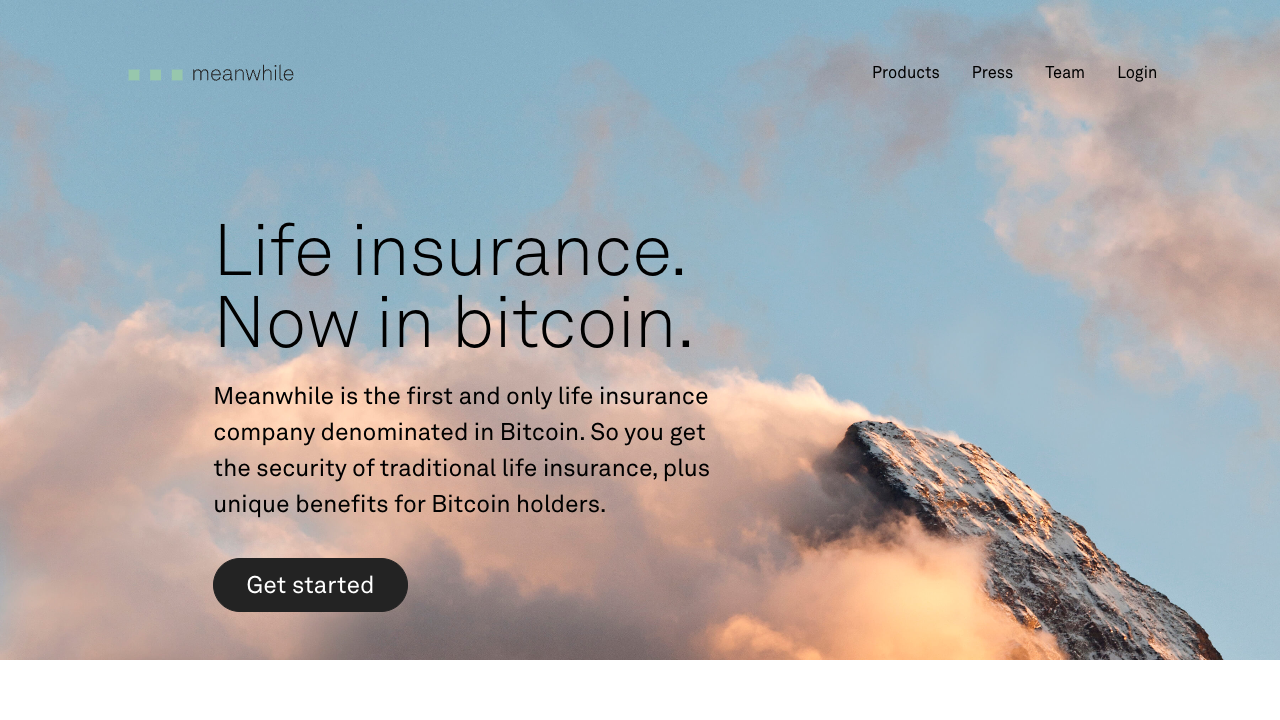 meanwhile
Products
Press
Team
Login
Life insurance.
Now in bitcoin.
Meanwhile is the first and only life insurance
company denominated in Bitcoin. So you get
the security of traditional life insurance, plus
unique benefits for Bitcoin holders.
Get started